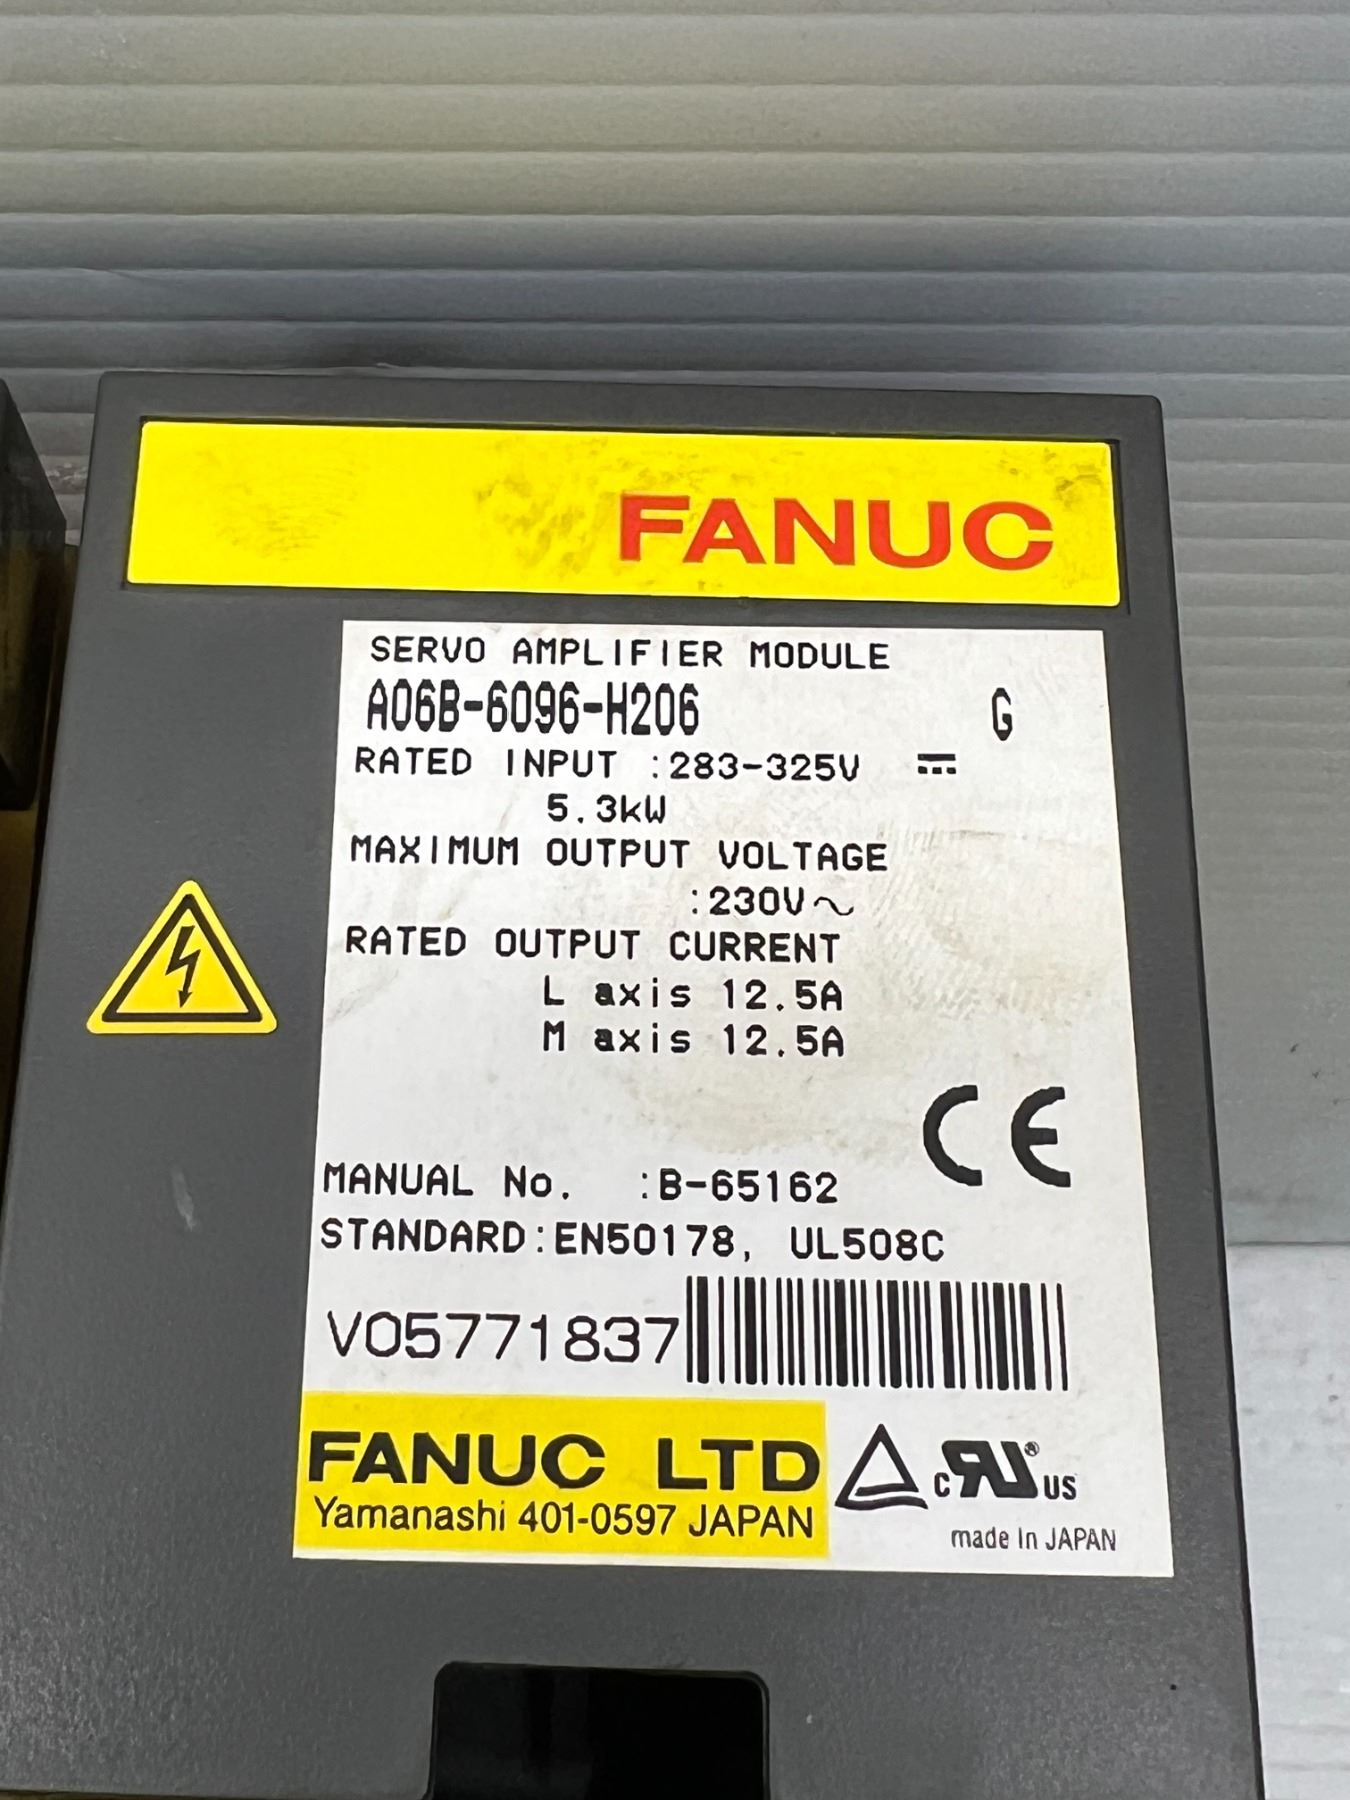 FANUC
SERVO AMPLIFIER MODULE
A06B-6096-H206 G
RATED INPUT :283-325V ⎓
5.3kW
MAXIMUM OUTPUT VOLTAGE
:230V~
RATED OUTPUT CURRENT
L axis 12.5A
M axis 12.5A
CE
MANUAL No. :B-65162
STANDARD:EN50178, UL508C
V05771837
FANUC LTD
Yamanashi 401-0597 JAPAN
c RU® US
made In JAPAN